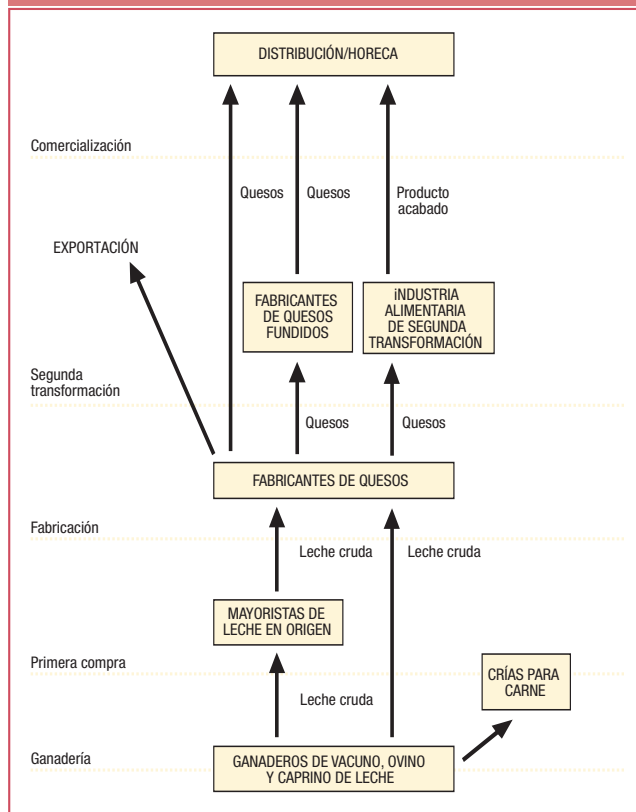 DISTRIBUCIÓN/HORECA
Comercialización
Quesos
Quesos
Producto
acabado
EXPORTACIÓN
FABRICANTES
DE QUESOS
FUNDIDOS
iNDUSTRIA
ALIMENTARIA
DE SEGUNDA
TRANSFORMACIÓN
Segunda
transformación
Quesos
Quesos
FABRICANTES DE QUESOS
Fabricación
Leche cruda
Leche cruda
MAYORISTAS DE
LECHE EN ORIGEN
Primera compra
CRÍAS PARA
CARNE
Leche cruda
Ganadería
GANADEROS DE VACUNO, OVINO
Y CAPRINO DE LECHE